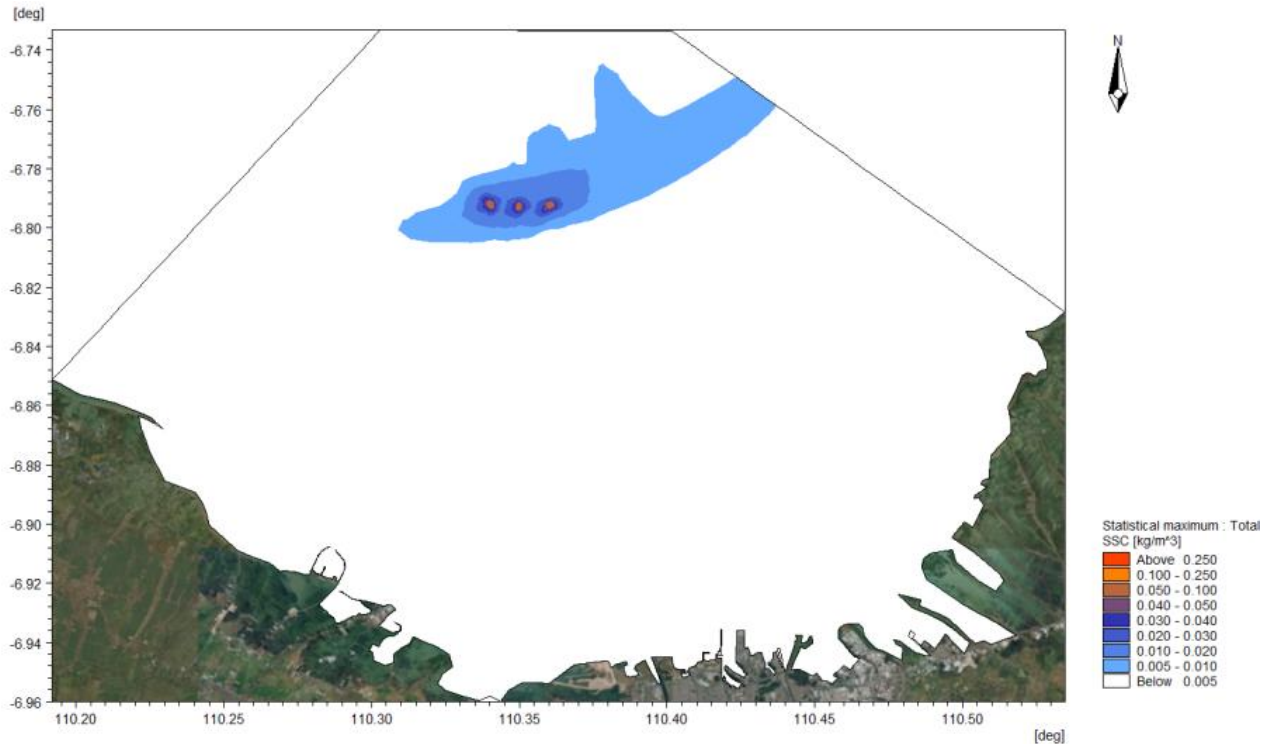 [deg]
-6.74
-6.76
-6.78
-6.80
-6.82
-6.84
-6.86
-6.88
-6.90
-6.92
-6.94
-6.96
110.20 110.25 110.30 110.35 110.40 110.45 110.50
[deg]
N
Statistical maximum : Total
SSC [kg/m^3]
Above 0.250
0.100 - 0.250
0.050 - 0.100
0.040 - 0.050
0.030 - 0.040
0.020 - 0.030
0.010 - 0.020
0.005 - 0.010
Below 0.005